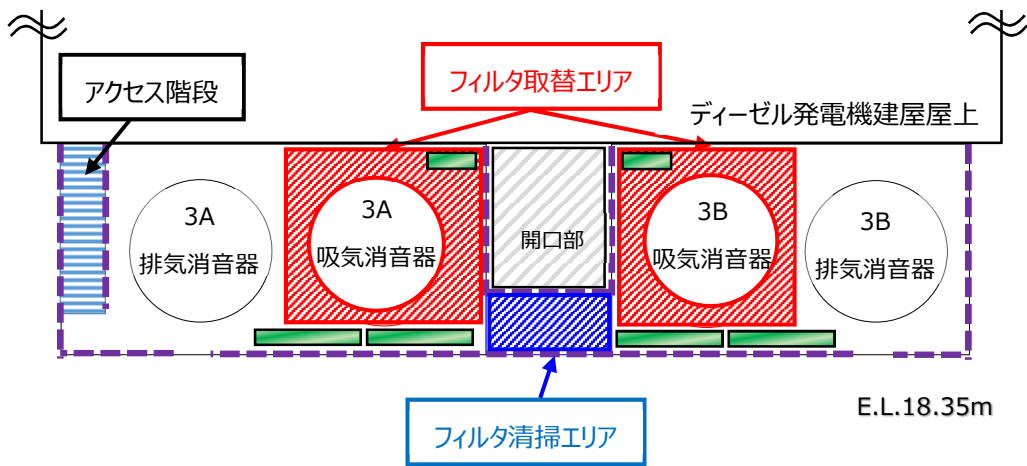 アクセス階段
フィルタ取替エリア
ディーゼル発電機建屋屋上
3A
排気消音器
3A
吸気消音器
開口部
3B
吸気消音器
3B
排気消音器
フィルタ清掃エリア
E.L.18.35m